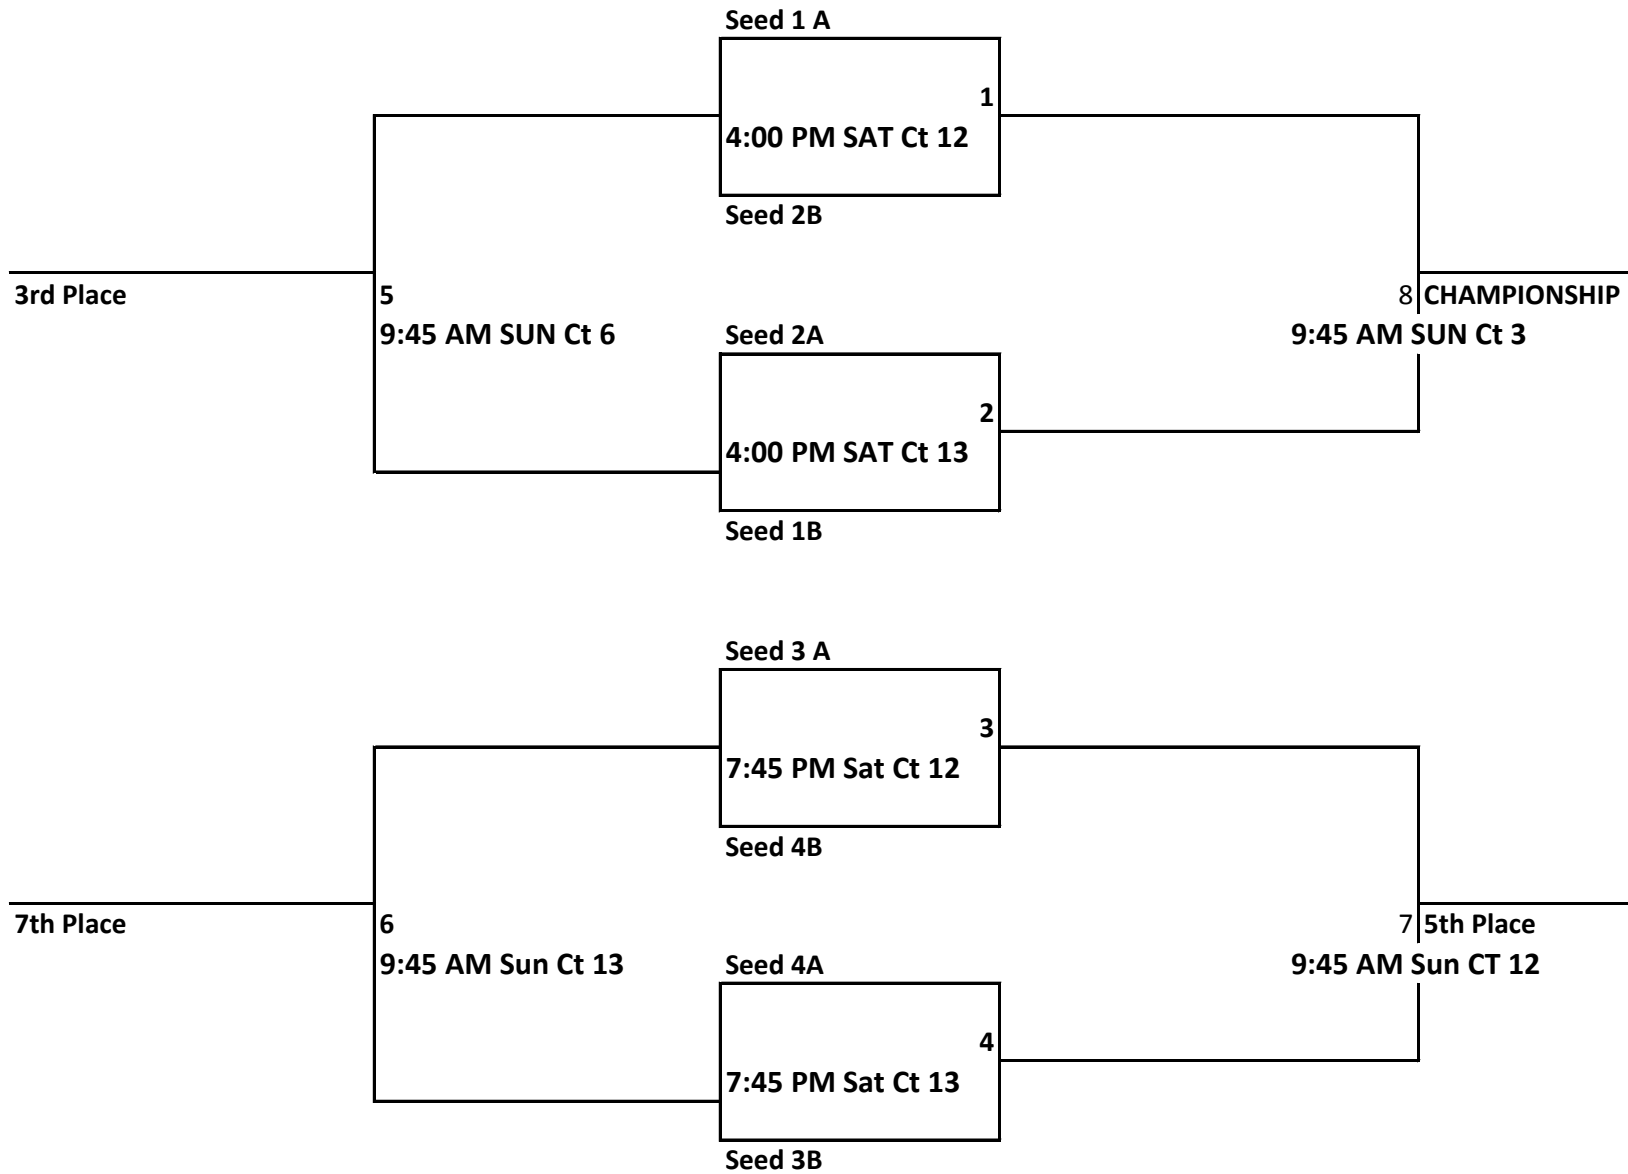 Seed 1 A
1
4:00 PM SAT Ct 12
Seed 2B
3rd Place
5
8
CHAMPIONSHIP
9:45 AM SUN Ct 6
Seed 2A
9:45 AM SUN Ct 3
2
4:00 PM SAT Ct 13
Seed 1B
Seed 3 A
3
7:45 PM Sat Ct 12
Seed 4B
7th Place
6
7
5th Place
9:45 AM Sun Ct 13
Seed 4A
9:45 AM Sun CT 12
4
7:45 PM Sat Ct 13
Seed 3B